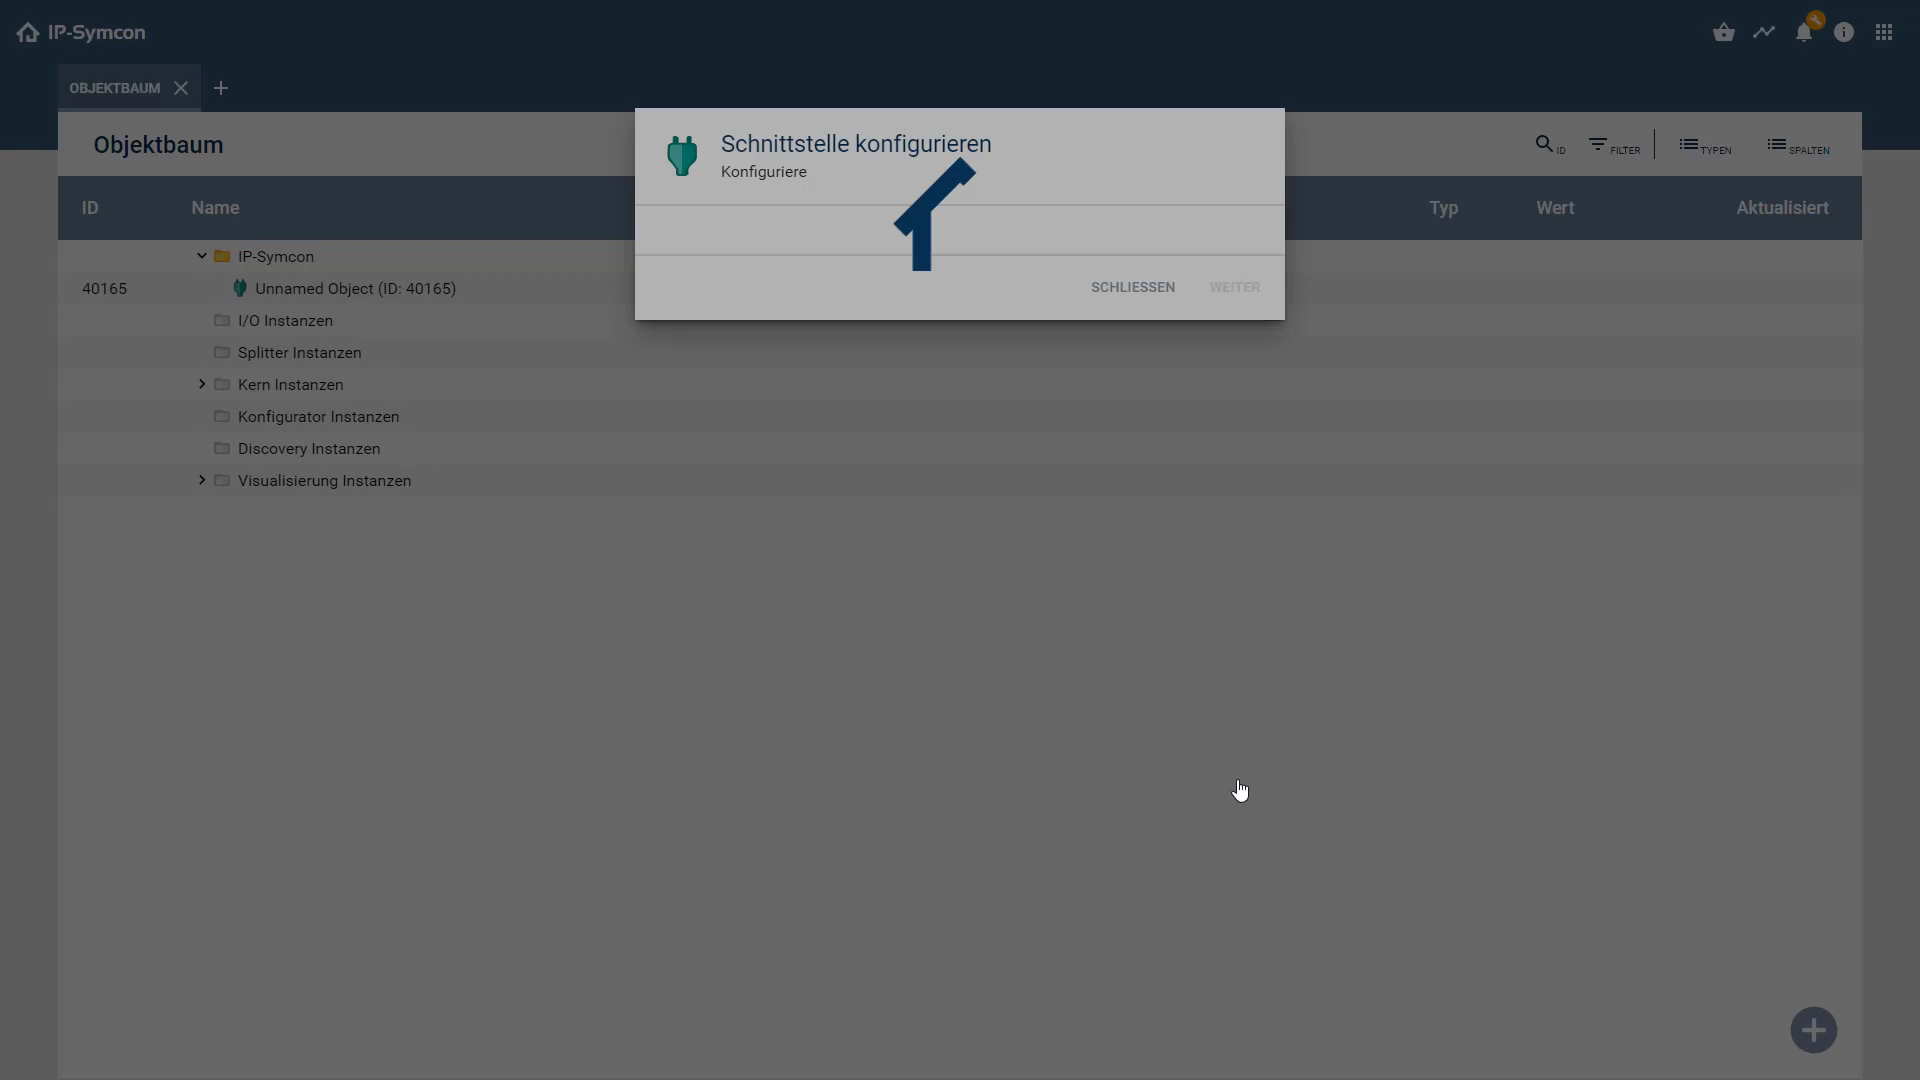 IP-Symcon
OBJEKTBAUM
Objektbaum
Schnittstelle konfigurieren
Konfiguriere
ID
FILTER
TYPEN
SPALTEN
ID Name Typ Wert Aktualisiert
IP-Symcon
40165 Unnamed Object (ID: 40165)
SCHLIESSEN WEITER
I/O Instanzen
Splitter Instanzen
Kern Instanzen
Konfigurator Instanzen
Discovery Instanzen
Visualisierung Instanzen